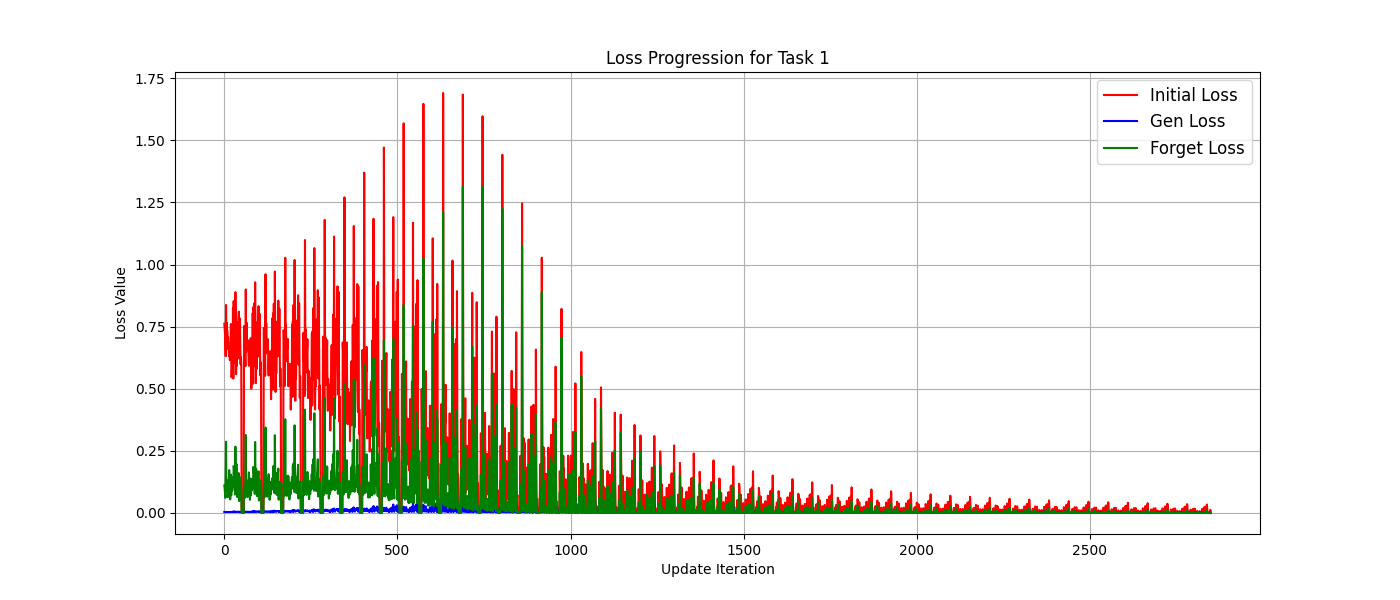 Loss Progression for Task 1
1.75
1.50
1.25
1.00
0.75
0.50
0.25
0.00
Loss Value
0
500
1000
1500
2000
2500
Update Iteration
Initial Loss
Gen Loss
Forget Loss